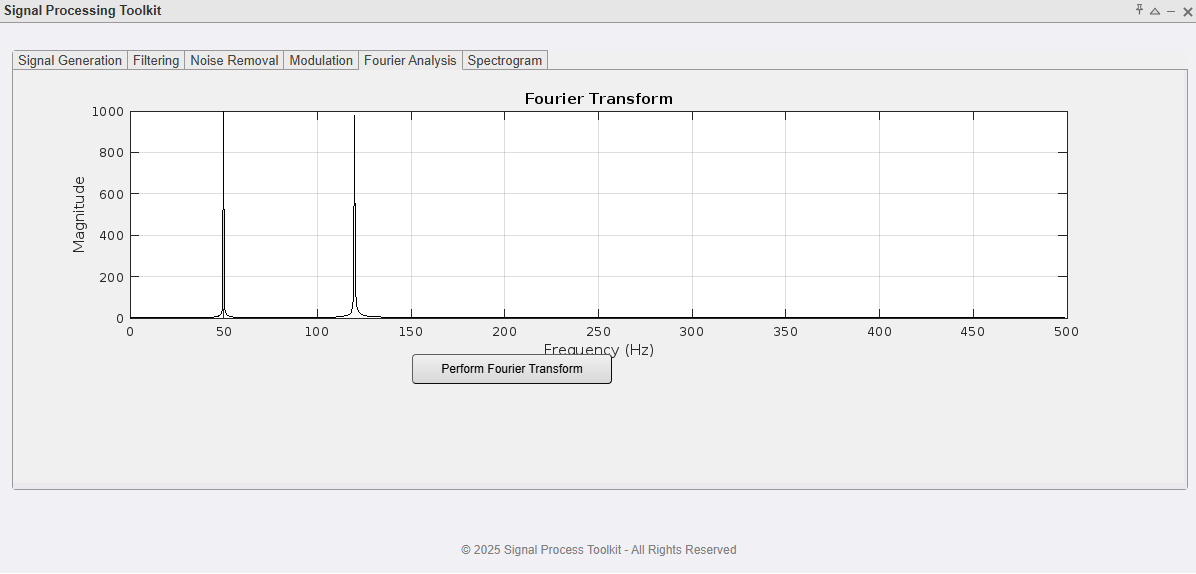 Signal Processing Toolkit
Signal Generation Filtering Noise Removal Modulation Fourier Analysis Spectrogram
Fourier Transform
1000
800
600
400
200
0
Magnitude
0 50 100 150 200 250 300 350 400 450 500
Frequency (Hz)
Perform Fourier Transform
© 2025 Signal Process Toolkit - All Rights Reserved